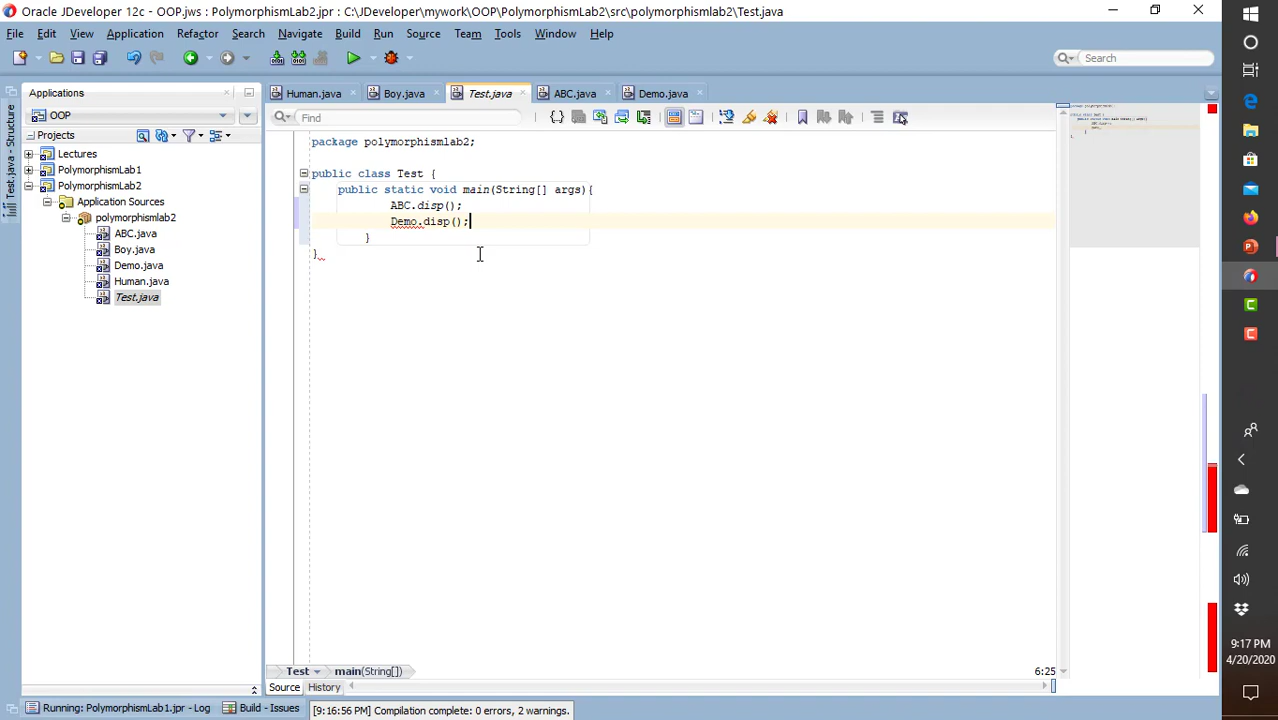 Oracle JDeveloper 12c - OOP.jws : PolymorphismLab2.jpr : C:\JDeveloper\mywork\OOP\PolymorphismLab2\src\polymorphismlab2\Test.java
File Edit View Application Refactor Search Navigate Build Run Source Team Tools Window Help
Search
Applications
Human.java Boy.java Test.java ABC.java Demo.java
OOP
Find
Projects
Lectures
PolymorphismLab1
PolymorphismLab2
Application Sources
polymorphismlab2
ABC.java
Boy.java
Demo.java
Human.java
Test.java
Test.java - Structure
package polymorphismlab2;
public class Test {
public static void main(String[] args){
ABC.disp();
Demo.disp();
}
}
Test main(String[])
6:25
Source History
Running: PolymorphismLab1.jpr - Log
Build - Issues
[9:16:56 PM] Compilation complete: 0 errors, 2 warnings.
9:17 PM
4/20/2020